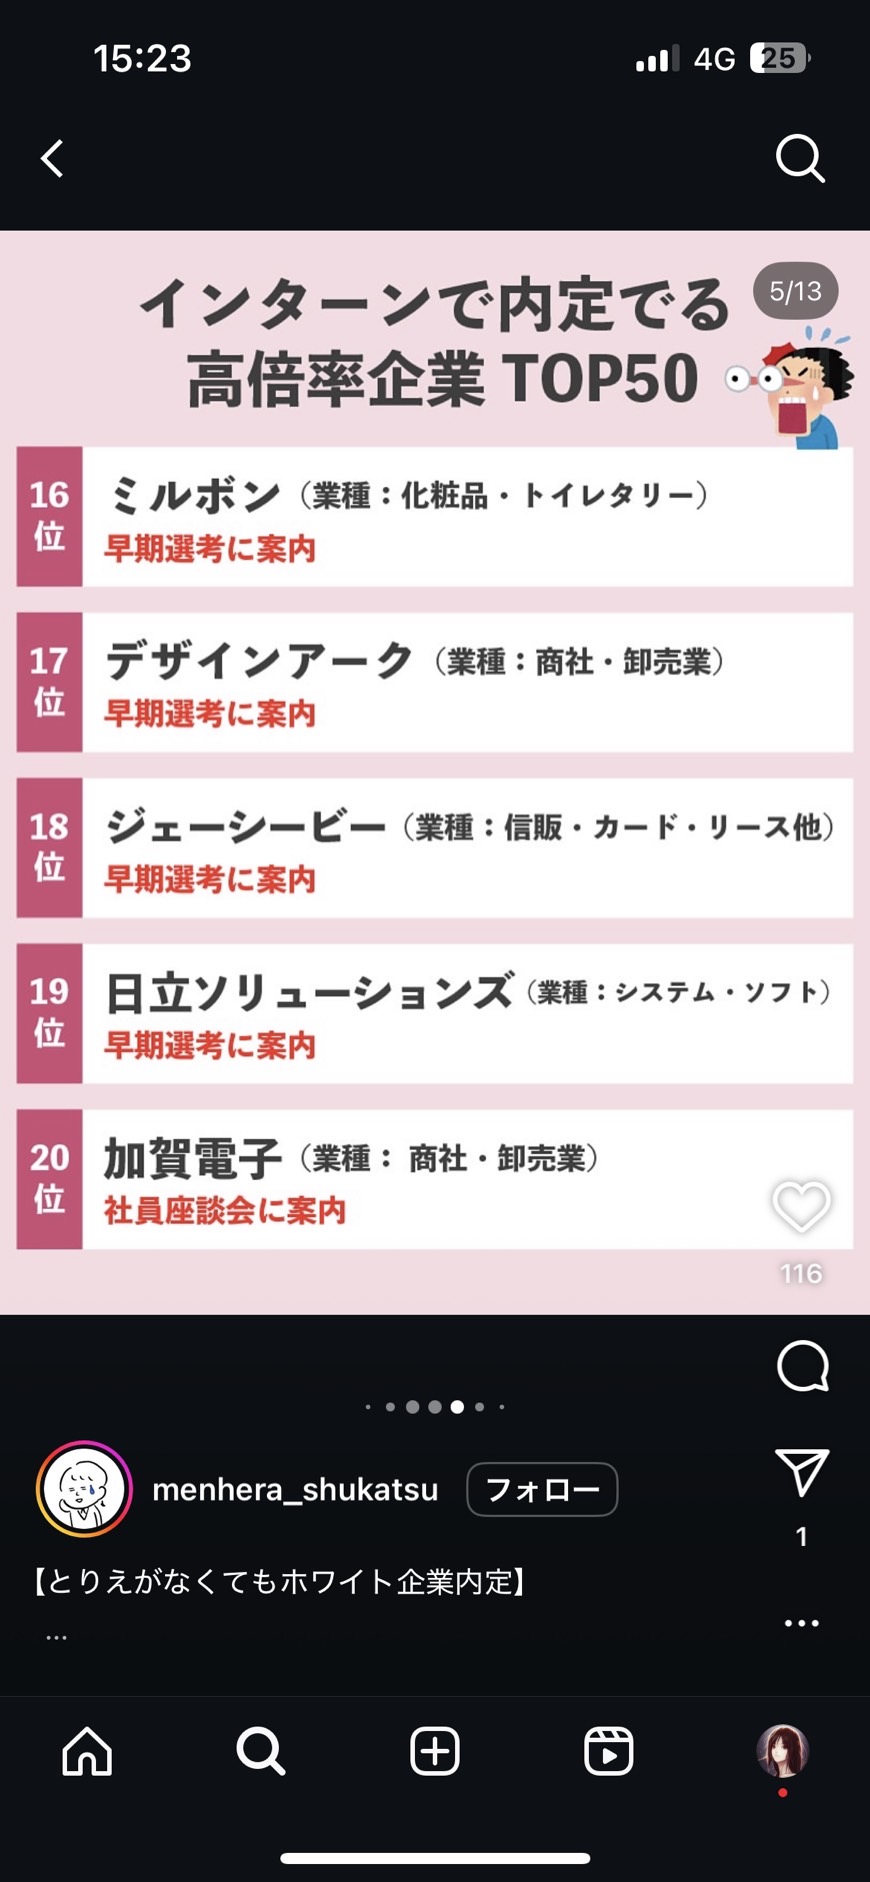 15:23
4G 25
インターンで内定でる
5/13
高倍率企業 TOP50
16位
ミルボン（業種：化粧品・トイレタリー）
早期選考に案内
17位
デザインアーク（業種：商社・卸売業）
早期選考に案内
18位
ジェーシービー（業種：信販・カード・リース他）
早期選考に案内
19位
日立ソリューションズ（業種：システム・ソフト）
早期選考に案内
20位
加賀電子（業種： 商社・卸売業）
社員座談会に案内
116
menhera_shukatsu
フォロー
1
【とりえがなくてもホワイト企業内定】
...